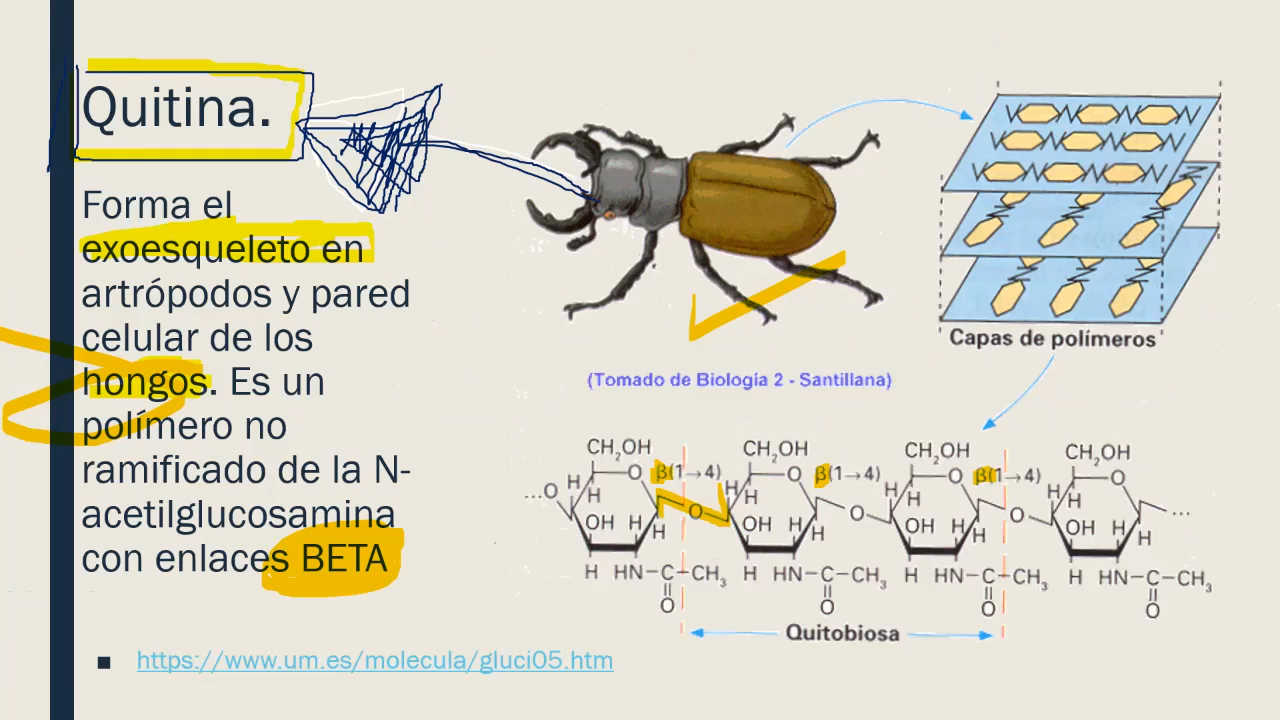 Quitina.
Forma el
exoesqueleto en
artrópodos y pared
celular de los
hongos. Es un
polímero no
ramificado de la N-
acetilglucosamina
con enlaces BETA
https://www.um.es/molecula/gluci05.htm
Capas de polímeros
(Tomado de Biología 2 - Santillana)
CH₂OH CH₂OH CH₂OH CH₂OH
β(1→4) β(1→4) β(1→4)
O O O O
H H H H
...O H H H H ...
O O O
OH H OH H OH H OH H
H H H H
H HN–C–CH₃ H HN–C–CH₃ H HN–C–CH₃ H HN–C–CH₃
O O O O
Quitobiosa